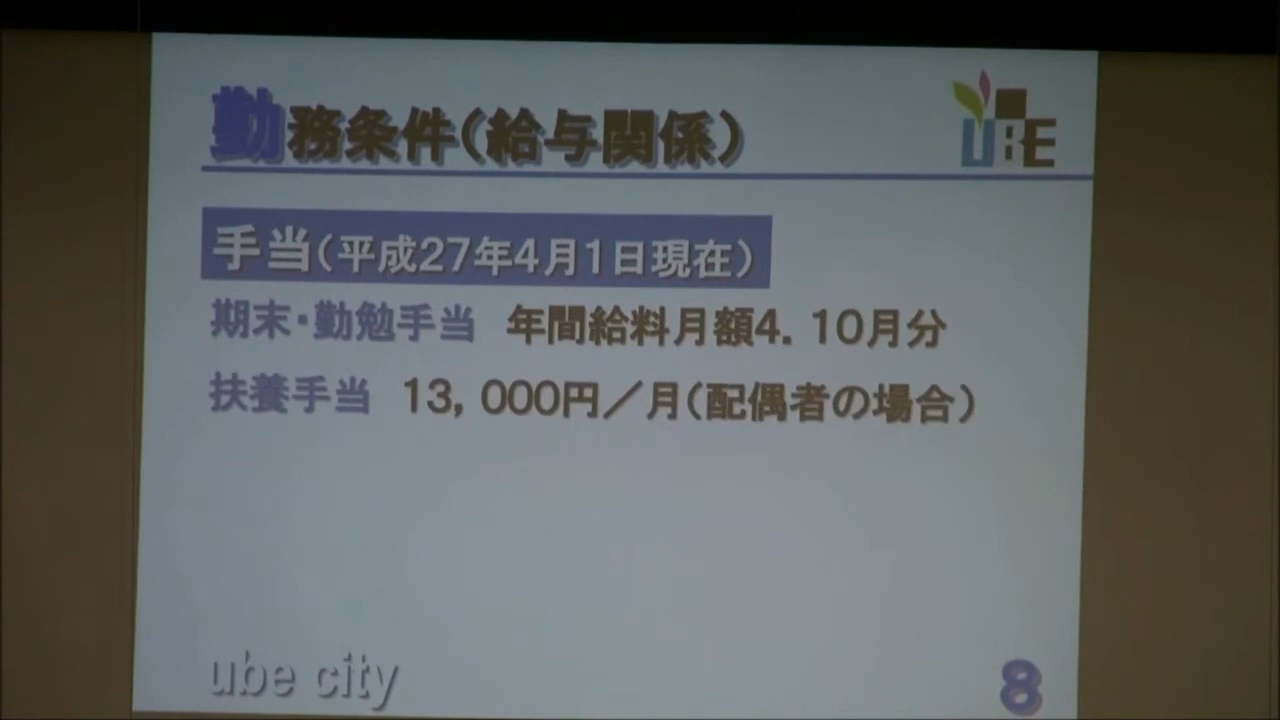 勤務条件(給与関係)
UBE
手当(平成27年4月1日現在)
期末・勤勉手当 年間給料月額4．10月分
扶養手当 13，000円／月(配偶者の場合)
ube city
8